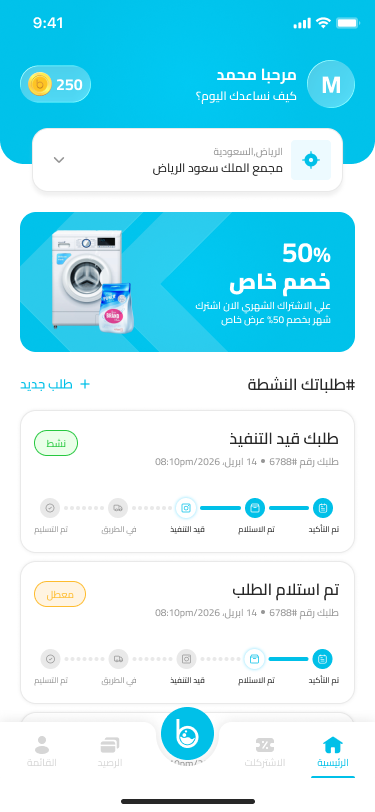 9:41
M
مرحبا محمد
كيف نساعدك اليوم؟
250
الرياض,السعودية
مجمع الملك سعود الرياض
50%
خصم خاص
علي الاشتراك الشهري الان اشترك
شهر بخصم 50% عرض خاص
#طلباتك النشطة
+ طلب جديد
طلبك قيد التنفيذ
نشط
طلبك رقم #6788 • 14 ابريل، 2026/08:10pm
تم التأكيد
تم الاستلام
قيد التنفيذ
في الطريق
تم التسليم
تم استلام الطلب
معطل
طلبك رقم #6788 • 14 ابريل، 2026/08:10pm
تم التأكيد
تم الاستلام
قيد التنفيذ
في الطريق
تم التسليم
الرئيسية
الاشتركات
الرصيد
القائمة